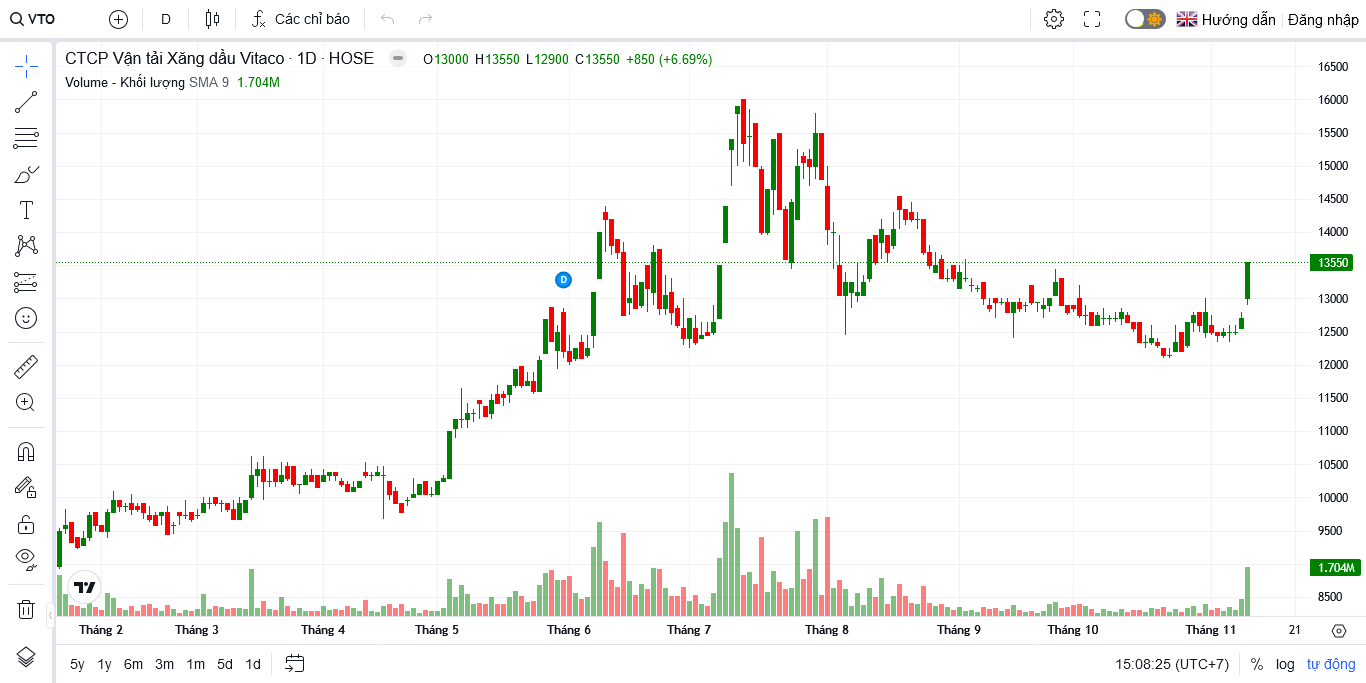 VTO D Các chỉ báo Hướng dẫn Đăng nhập
CTCP Vận tải Xăng dầu Vitaco · 1D · HOSE O13000 H13550 L12900 C13550 +850 (+6.69%)
Volume - Khối lượng SMA 9 1.704M
16500
16000
15500
15000
14500
14000
13550
13000
12500
12000
11500
11000
10500
10000
9500
1.704M
8500
D
Tháng 2 Tháng 3 Tháng 4 Tháng 5 Tháng 6 Tháng 7 Tháng 8 Tháng 9 Tháng 10 Tháng 11 21
5y 1y 6m 3m 1m 5d 1d 15:08:25 (UTC+7) % log tự động